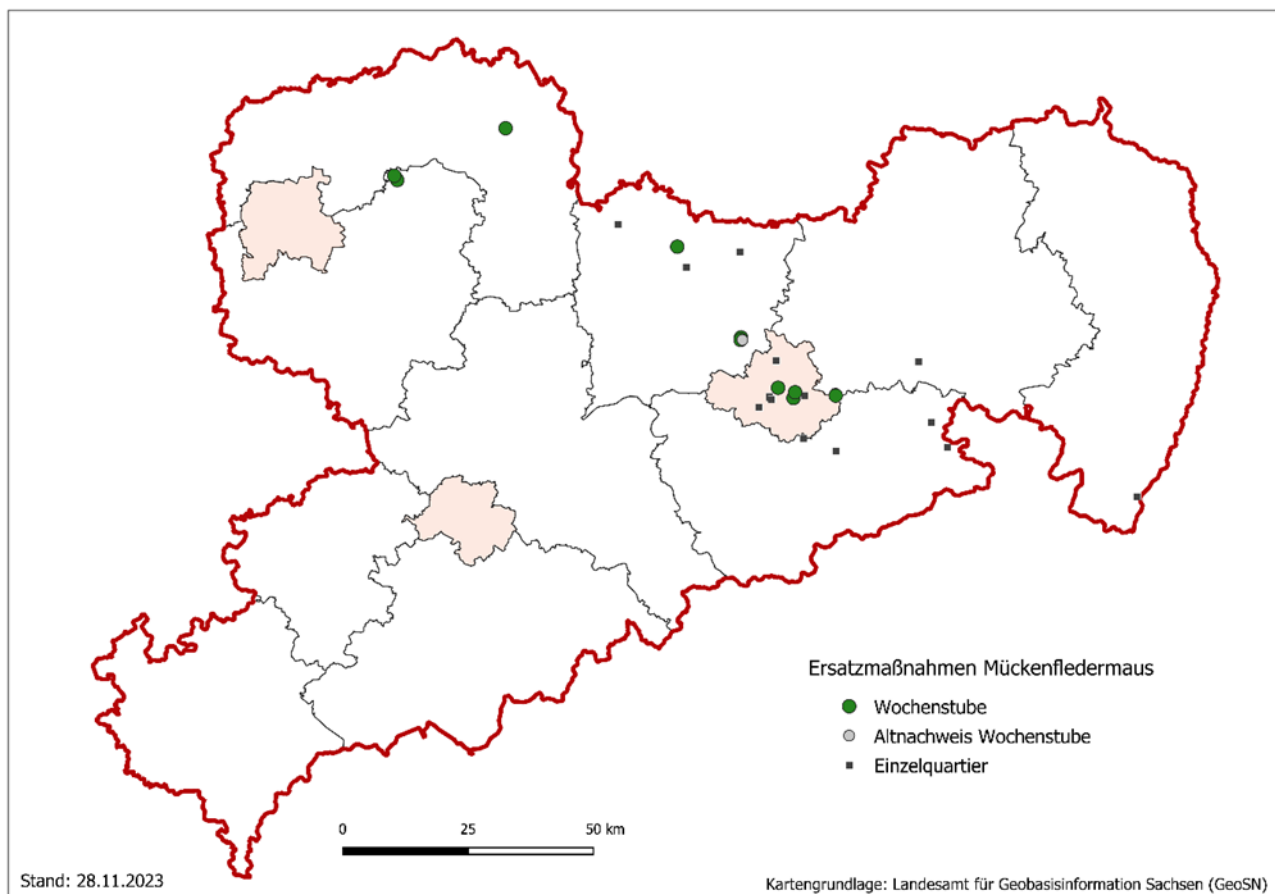 Ersatzmaßnahmen Mückenfledermaus
Wochenstube
Altnachweis Wochenstube
Einzelquartier
0 25 50 km
Stand: 28.11.2023
Kartengrundlage: Landesamt für Geobasisinformation Sachsen (GeoSN)